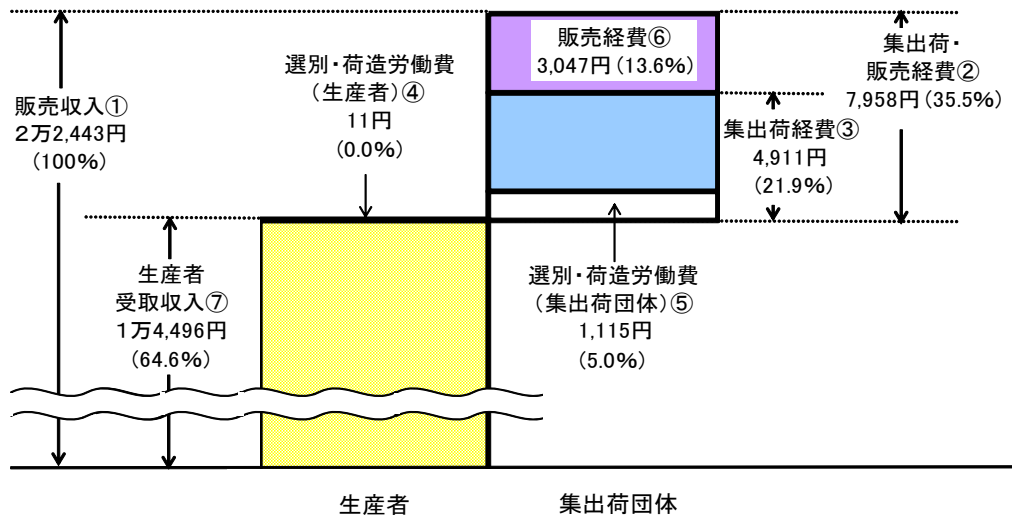 販売収入①
2万2,443円
(100%)
選別・荷造労働費
(生産者)④
11円
(0.0%)
販売経費⑥
3,047円(13.6%)
集出荷・
販売経費②
7,958円(35.5%)
集出荷経費③
4,911円
(21.9%)
生産者
受取収入⑦
1万4,496円
(64.6%)
選別・荷造労働費
(集出荷団体)⑤
1,115円
(5.0%)
生産者
集出荷団体